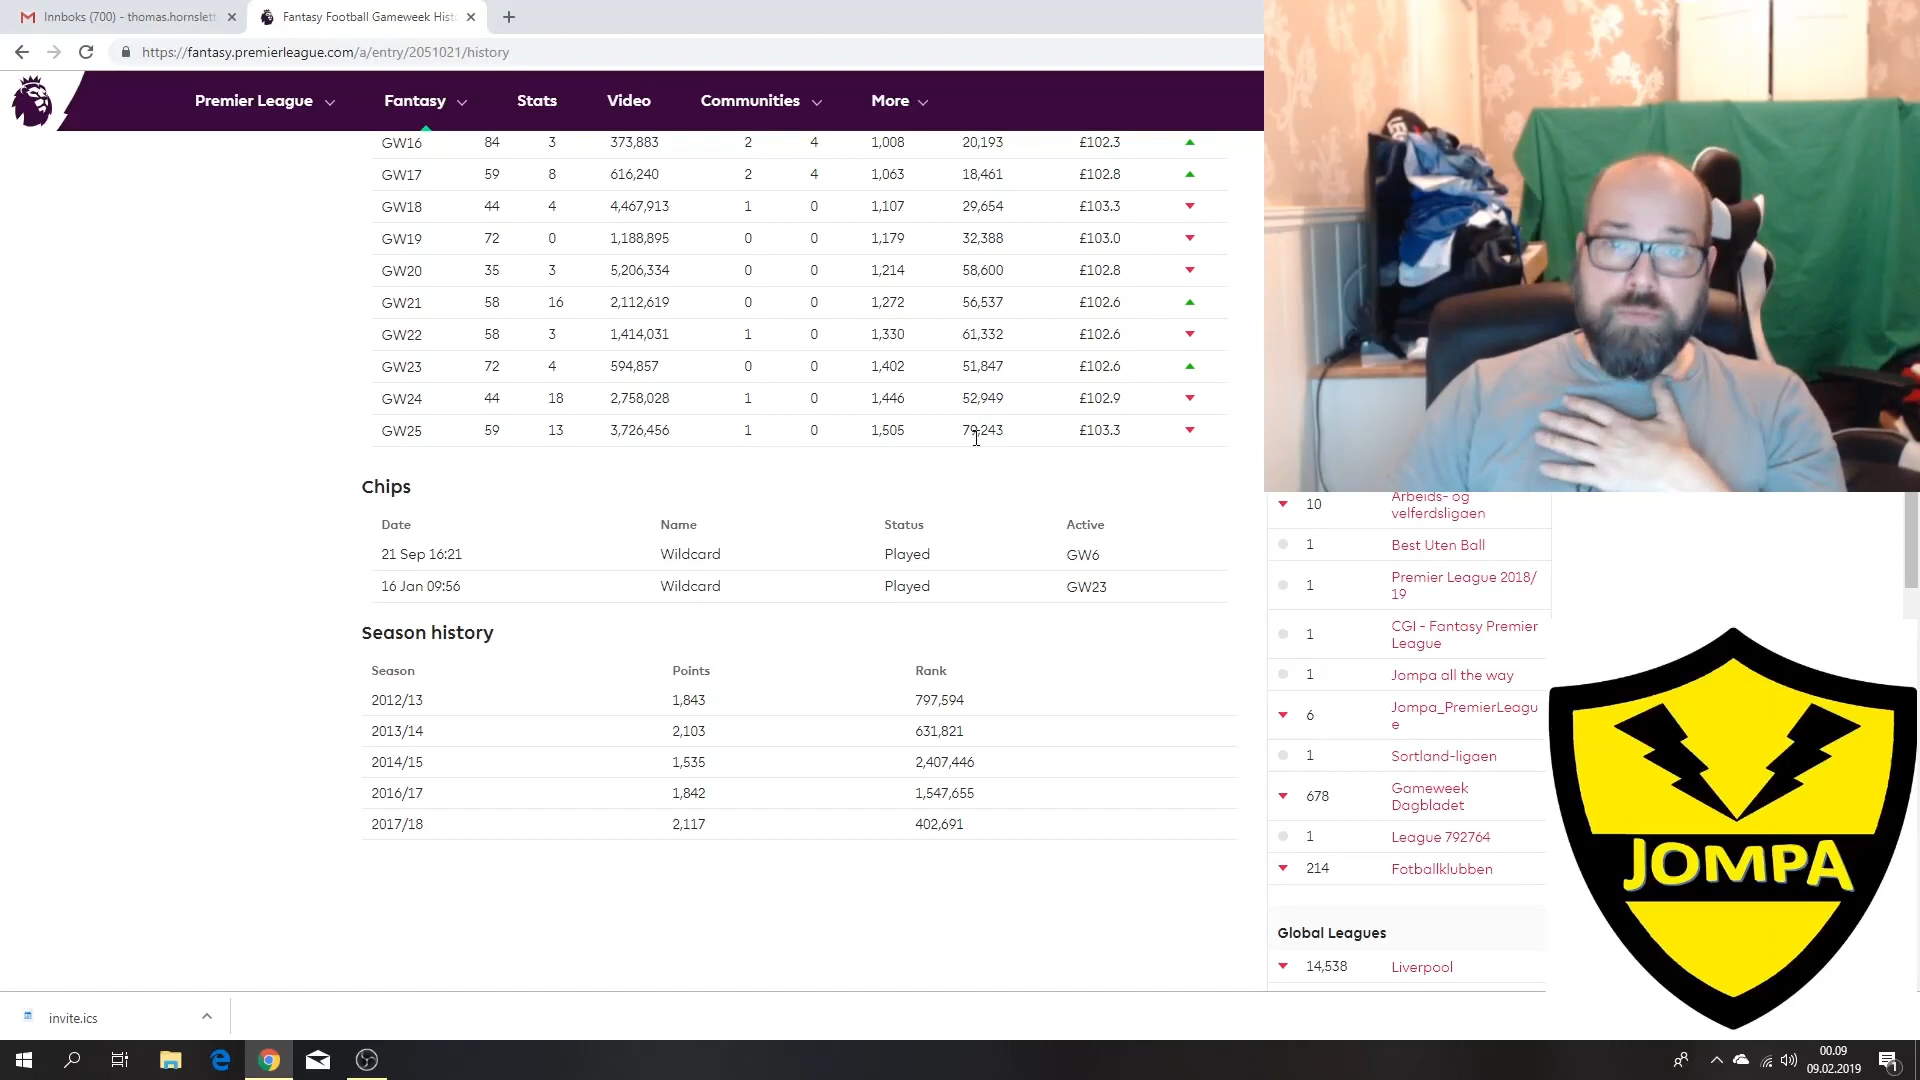 Innboks (700) - thomas.hornslett
Fantasy Football Gameweek Hist
https://fantasy.premierleague.com/a/entry/2051021/history
Premier League Fantasy Stats Video Communities More
GW16 84 3 373,883 2 4 1,008 20,193 £102.3
GW17 59 8 616,240 2 4 1,063 18,461 £102.8
GW18 44 4 4,467,913 1 0 1,107 29,654 £103.3
GW19 72 0 1,188,895 0 0 1,179 32,388 £103.0
GW20 35 3 5,206,334 0 0 1,214 58,600 £102.8
GW21 58 16 2,112,619 0 0 1,272 56,537 £102.6
GW22 58 3 1,414,031 1 0 1,330 61,332 £102.6
GW23 72 4 594,857 0 0 1,402 51,847 £102.6
GW24 44 18 2,758,028 1 0 1,446 52,949 £102.9
GW25 59 13 3,726,456 1 0 1,505 79,243 £103.3
Chips
Date Name Status Active
21 Sep 16:21 Wildcard Played GW6
16 Jan 09:56 Wildcard Played GW23
Season history
Season Points Rank
2012/13 1,843 797,594
2013/14 2,103 631,821
2014/15 1,535 2,407,446
2016/17 1,842 1,547,655
2017/18 2,117 402,691
10 Arbeids- og
velferdsligaen
1 Best Uten Ball
1 Premier League 2018/
19
1 CGI - Fantasy Premier
League
1 Jompa all the way
6 Jompa_PremierLeagu
e
1 Sortland-ligaen
678 Gameweek
Dagbladet
1 League 792764
214 Fotballklubben
Global Leagues
14,538 Liverpool
JOMPA
invite.ics
00.09
09.02.2019
1